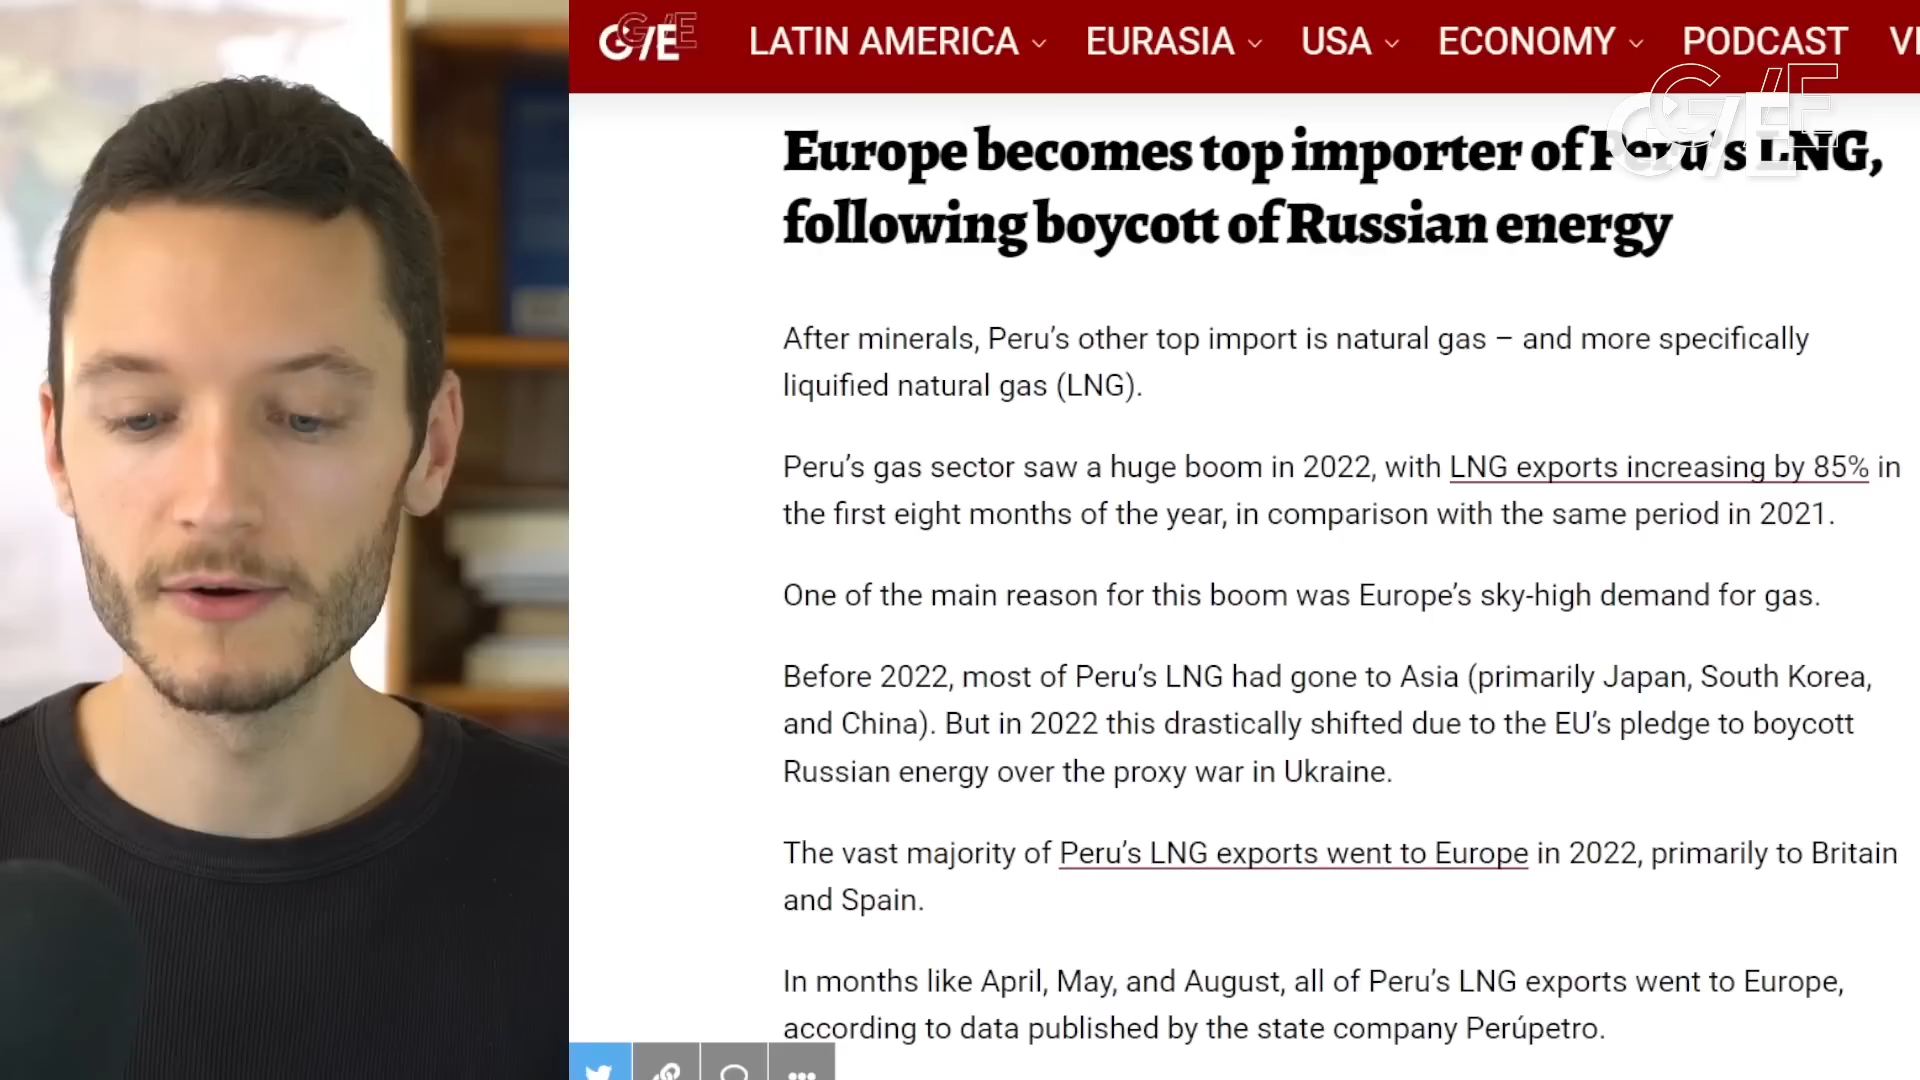 G/E LATIN AMERICA EURASIA USA ECONOMY PODCAST
G/E
Europe becomes top importer of Peru's LNG,
following boycott of Russian energy
After minerals, Peru’s other top import is natural gas – and more specifically
liquified natural gas (LNG).
Peru’s gas sector saw a huge boom in 2022, with LNG exports increasing by 85% in
the first eight months of the year, in comparison with the same period in 2021.
One of the main reason for this boom was Europe’s sky-high demand for gas.
Before 2022, most of Peru’s LNG had gone to Asia (primarily Japan, South Korea,
and China). But in 2022 this drastically shifted due to the EU’s pledge to boycott
Russian energy over the proxy war in Ukraine.
The vast majority of Peru’s LNG exports went to Europe in 2022, primarily to Britain
and Spain.
In months like April, May, and August, all of Peru’s LNG exports went to Europe,
according to data published by the state company Perúpetro.